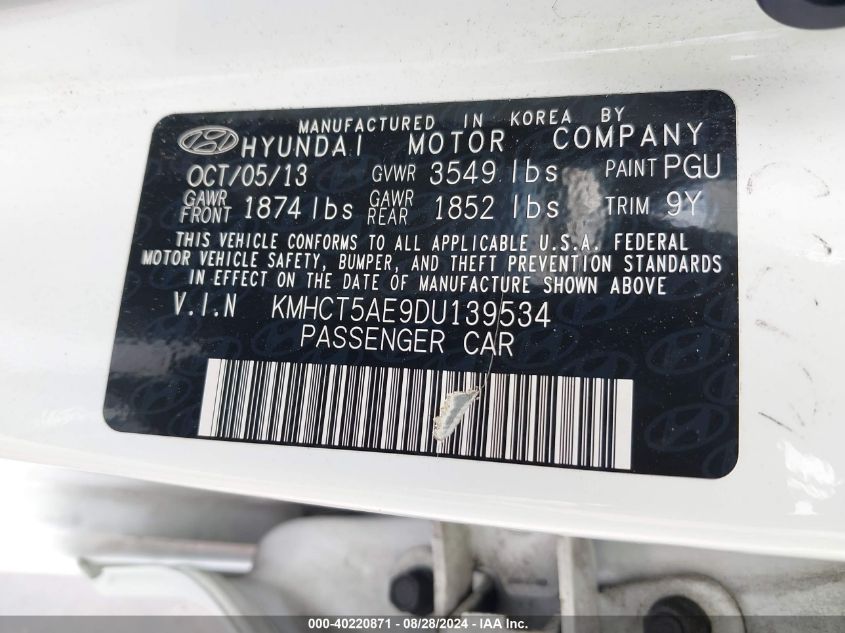 MANUFACTURED IN KOREA BY
HYUNDAI MOTOR COMPANY
OCT/05/13 GVWR 3549 lbs PAINT PGU
GAWR FRONT 1874 lbs GAWR REAR 1852 lbs TRIM 9Y
THIS VEHICLE CONFORMS TO ALL APPLICABLE U.S.A. FEDERAL
MOTOR VEHICLE SAFETY, BUMPER, AND THEFT PREVENTION STANDARDS
IN EFFECT ON THE DATE OF MANUFACTURE SHOWN ABOVE
V.I.N KMHCT5AE9DU139534
PASSENGER CAR
000-40220871 / 08/28/2024 - IAA Inc.